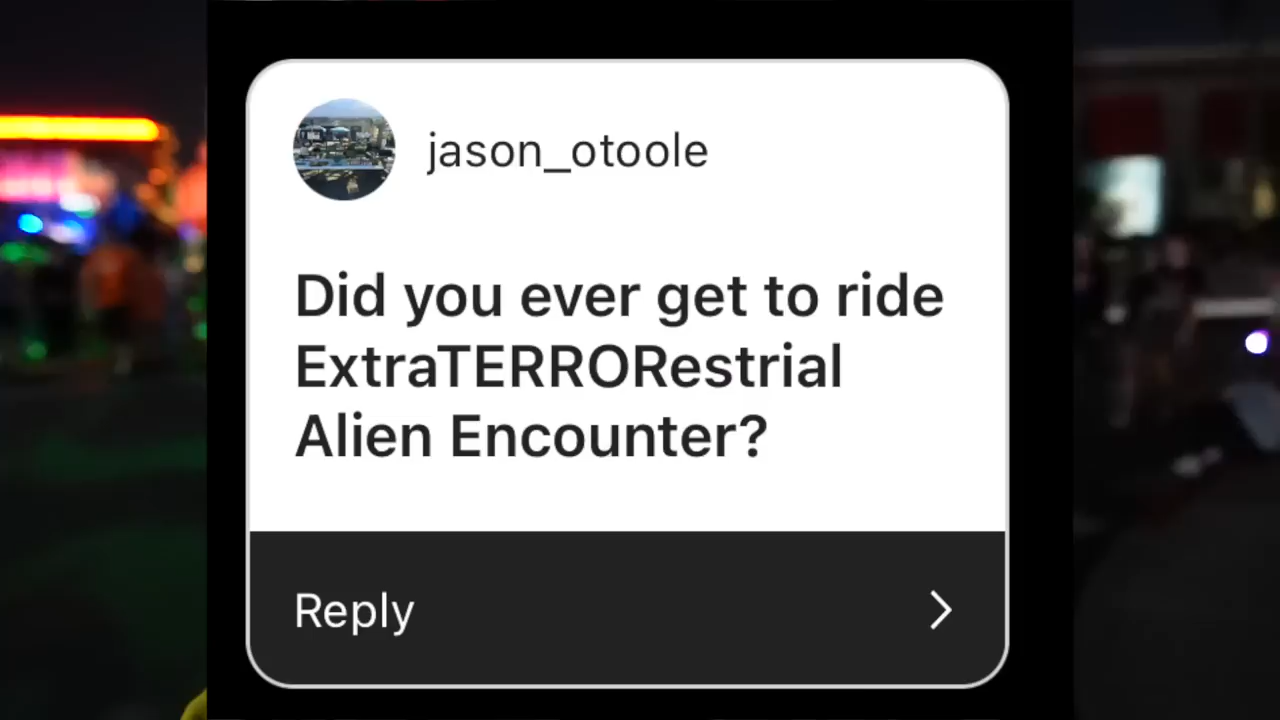 jason_otoole
Did you ever get to ride
ExtraTERRORestrial
Alien Encounter?
Reply